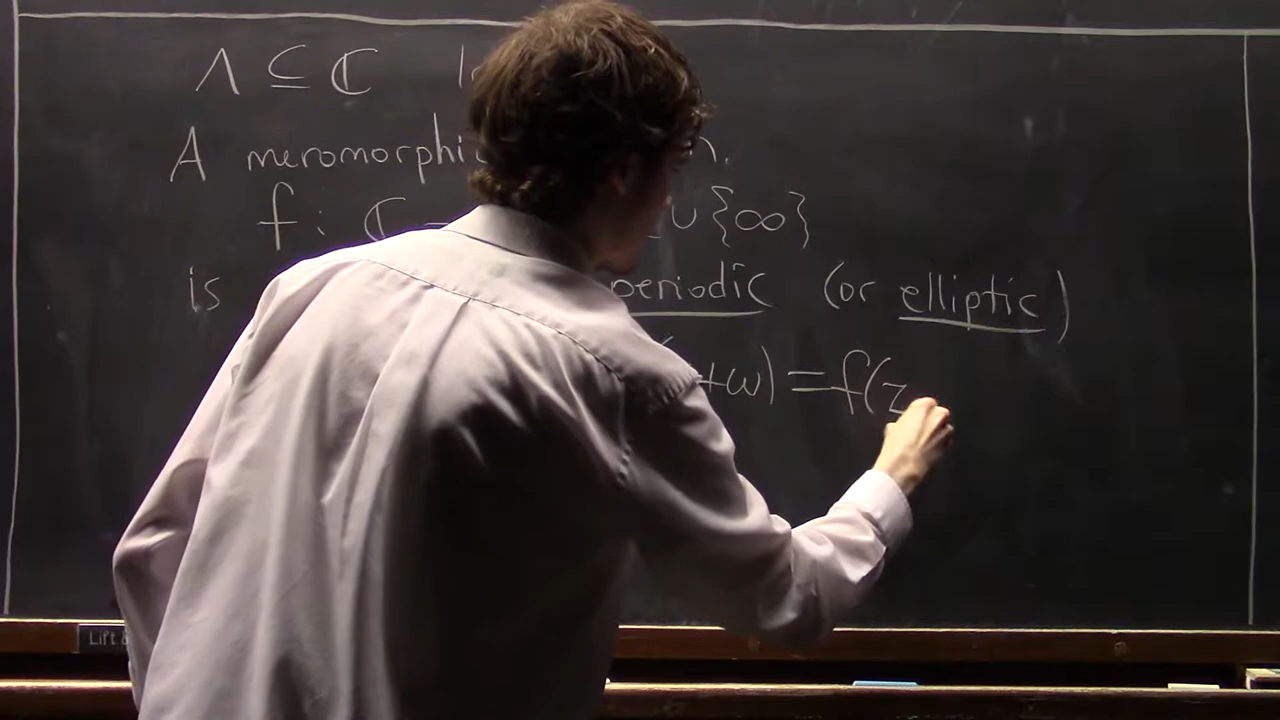 Λ ⊆ ℂ
A meromorphic
f : ℂ ∪ {∞}
is periodic (or elliptic)
+ω) = f(z
Lift